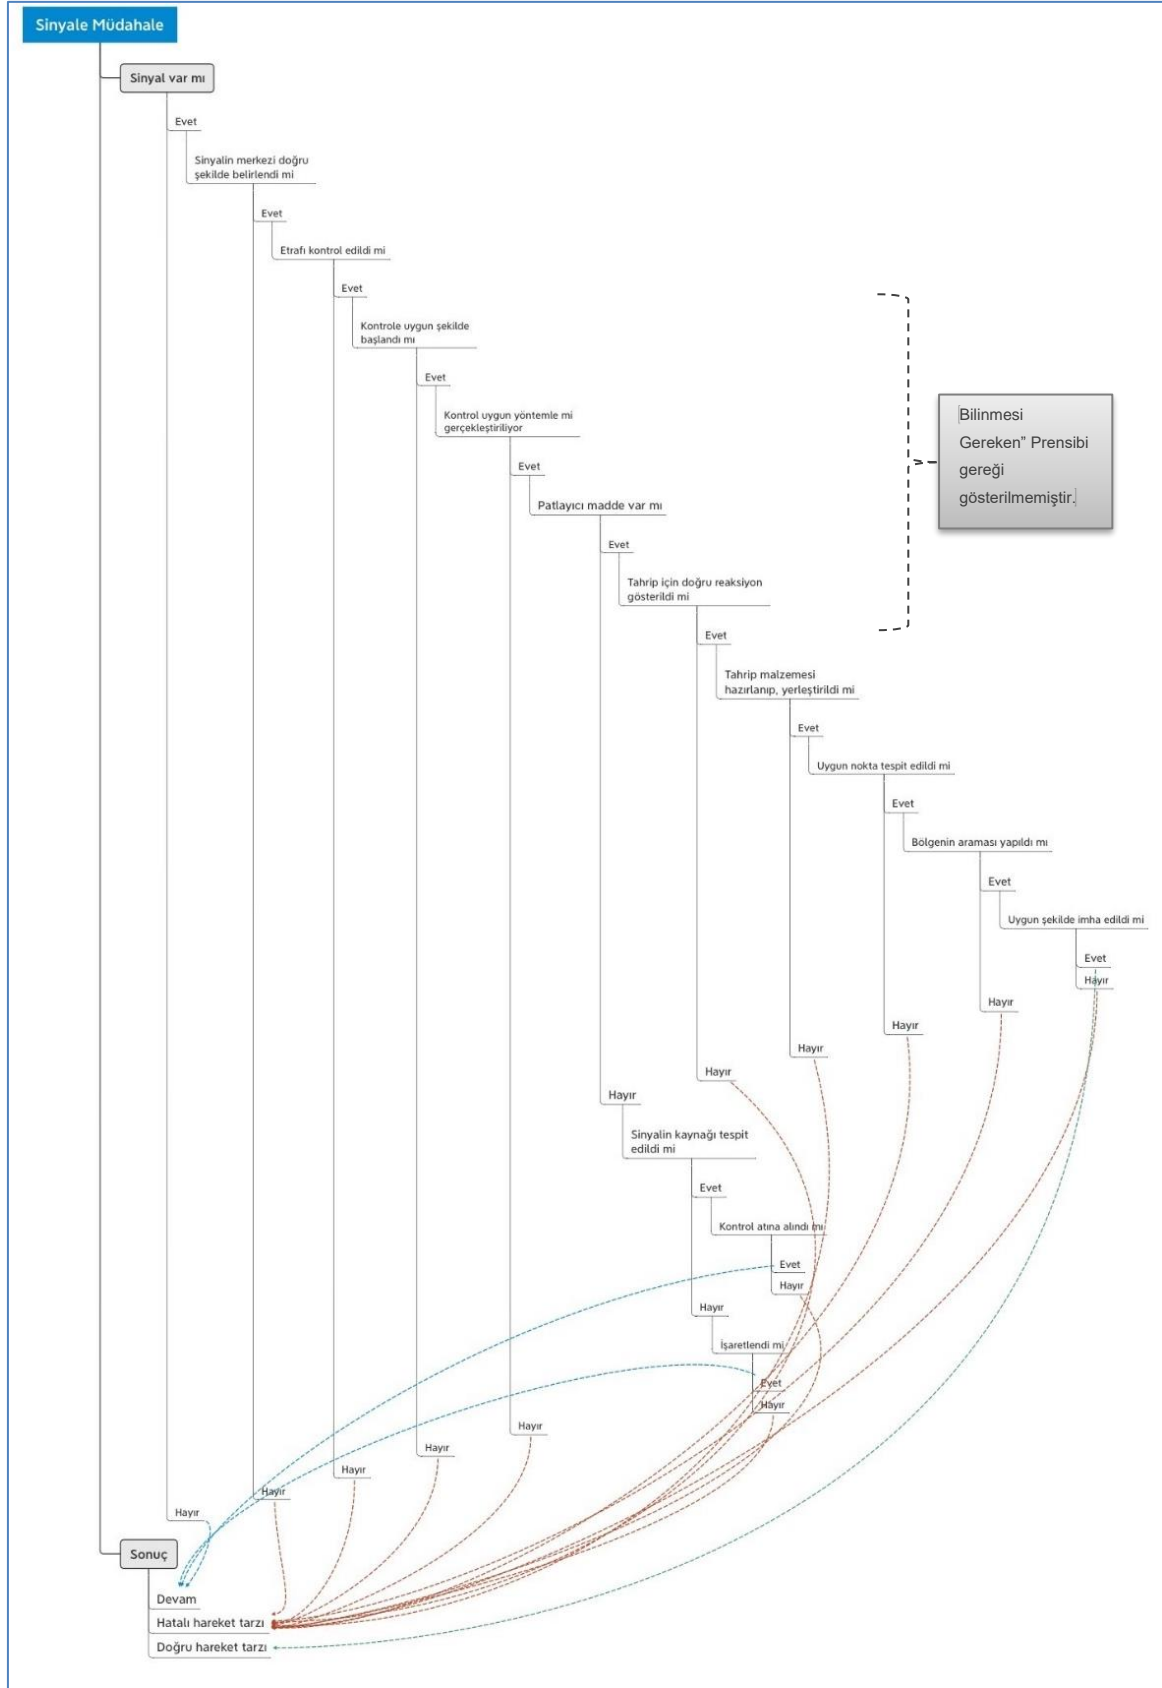 Sinyale Müdahale
Sinyal var mı
Evet
Sinyalin merkezi doğru
şekilde belirlendi mi
Evet
Etrafı kontrol edildi mi
Evet
Kontrole uygun şekilde
başlandı mı
Evet
Kontrol uygun yöntemle mi
gerçekleştiriliyor
Evet
Patlayıcı madde var mı
Evet
Tahrip için doğru reaksiyon
gösterildi mi
Evet
Tahrip malzemesi
hazırlanıp, yerleştirildi mi
Evet
Uygun nokta tespit edildi mi
Evet
Bölgenin araması yapıldı mı
Evet
Uygun şekilde imha edildi mi
Evet
Hayır
Hayır
Hayır
Hayır
Hayır
Hayır
Sinyalin kaynağı tespit
edildi mi
Evet
Kontrol atına alındı mı
Evet
Hayır
Hayır
İşaretlendi mi
Evet
Hayır
Hayır
Hayır
Hayır
Hayır
Hayır
Sonuç
Devam
Hatalı hareket tarzı
Doğru hareket tarzı
Bilinmesi
Gereken" Prensibi
gereği
gösterilmemiştir.